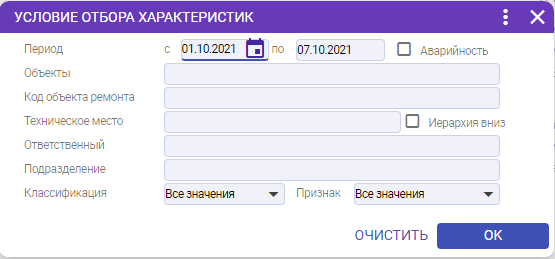 УСЛОВИЕ ОТБОРА ХАРАКТЕРИСТИК
Период с 01.10.2021 по 07.10.2021 Аварийность
Объекты
Код объекта ремонта
Техническое место Иерархия вниз
Ответственный
Подразделение
Классификация Все значения Признак Все значения
ОЧИСТИТЬ ОК